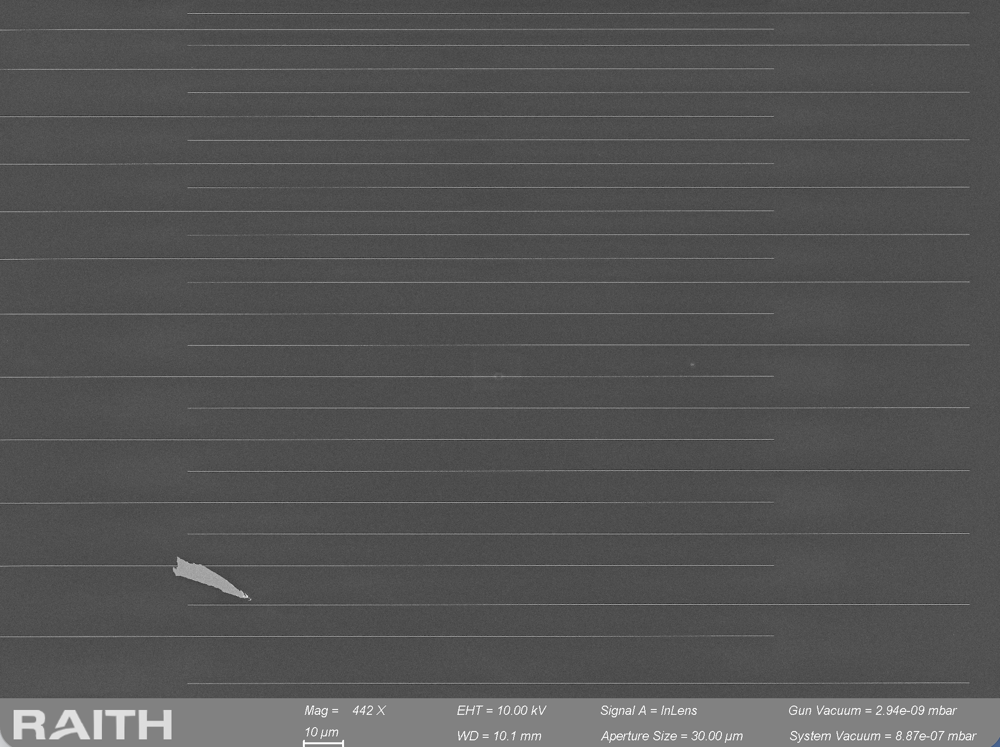 RAITH
Mag = 442 X
10 µm
EHT = 10.00 kV
WD = 10.1 mm
Signal A = InLens
Aperture Size = 30.00 µm
Gun Vacuum = 2.94e-09 mbar
System Vacuum = 8.87e-07 mbar